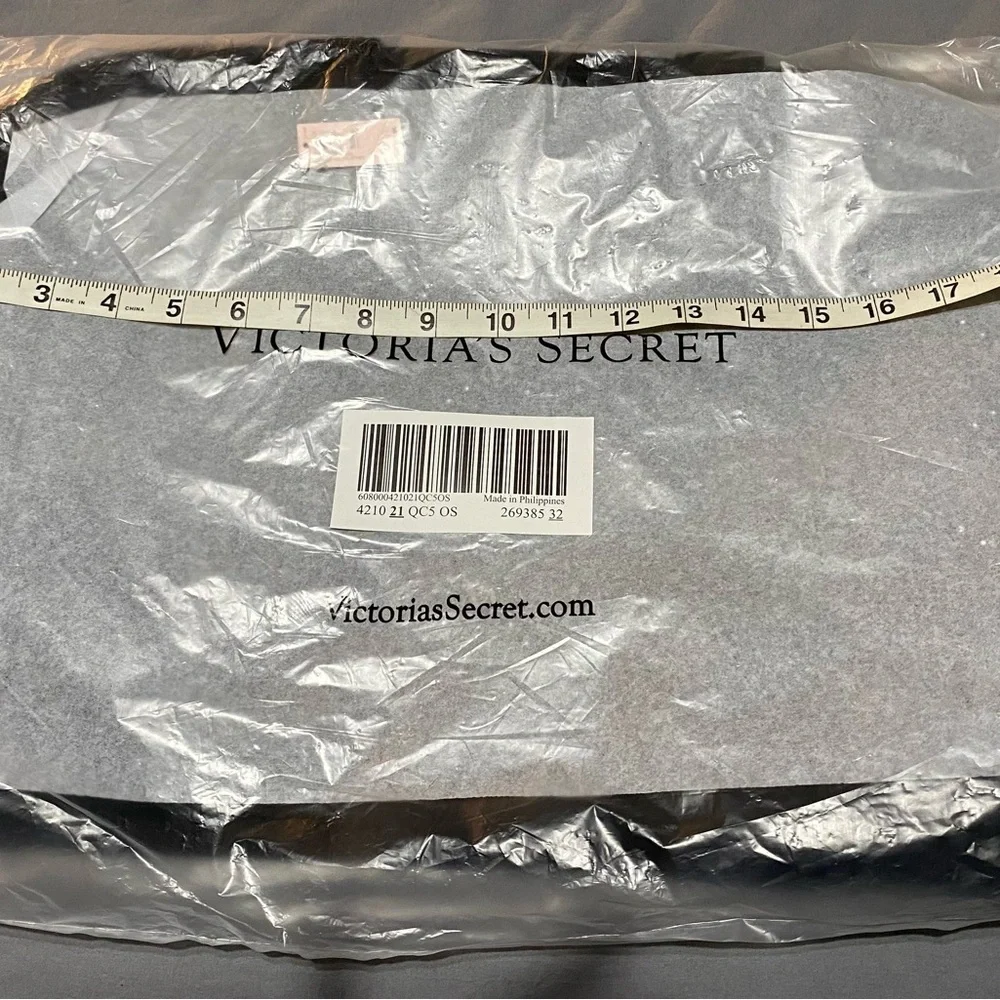 3 MADE IN 4 CHINA 5 6 7 8 9 10 11 12 13 14 15 16 17
VICTORIA'S SECRET
608000421021QC5OS Made in Philippines
4210 21 QC5 OS 269385 32
VictoriasSecret.com